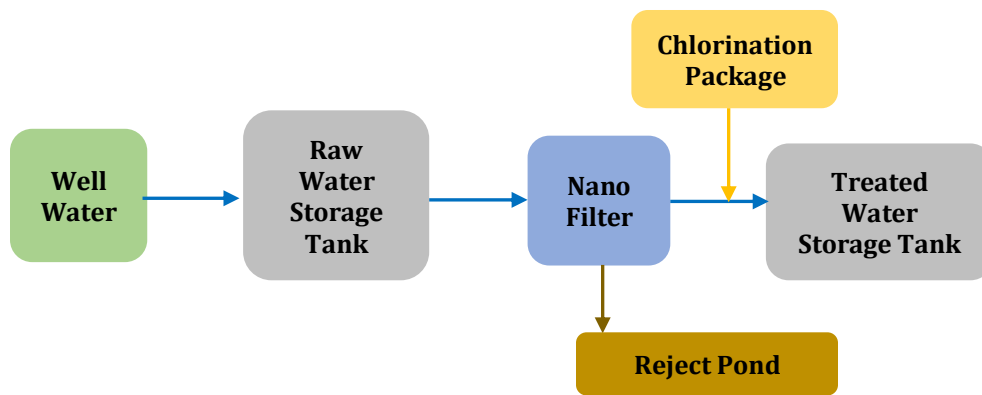 Chlorination
Package
Well
Water
Raw
Water
Storage
Tank
Nano
Filter
Treated
Water
Storage Tank
Reject Pond